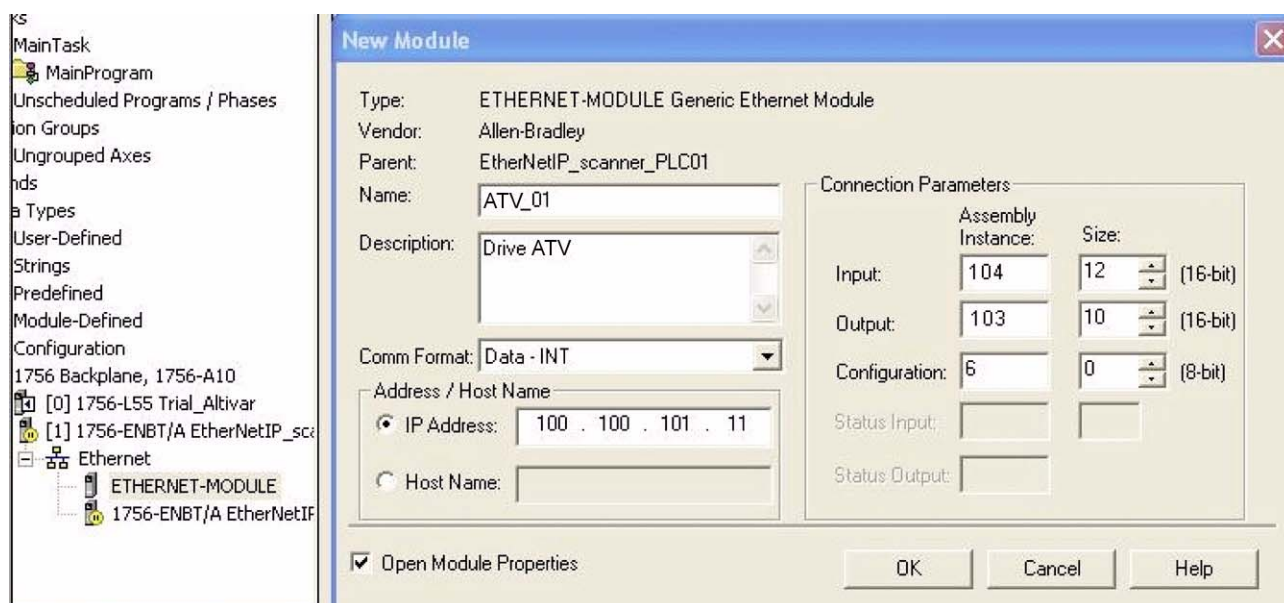 ks
MainTask
MainProgram
Unscheduled Programs / Phases
ion Groups
Ungrouped Axes
nds
a Types
User-Defined
Strings
Predefined
Module-Defined
Configuration
1756 Backplane, 1756-A10
[0] 1756-L55 Trial_Altivar
[1] 1756-ENBT/A EtherNetIP_sca
Ethernet
ETHERNET-MODULE
1756-ENBT/A EtherNetIF
New Module
Type: ETHERNET-MODULE Generic Ethernet Module
Vendor: Allen-Bradley
Parent: EtherNetIP_scanner_PLC01
Name: ATV_01
Description: Drive ATV
Comm Format: Data - INT
Address / Host Name
IP Address: 100 . 100 . 101 . 11
Host Name:
Connection Parameters
Assembly
Instance: Size:
Input: 104 12 (16-bit)
Output: 103 10 (16-bit)
Configuration: 6 0 (8-bit)
Status Input:
Status Output:
Open Module Properties
OK Cancel Help